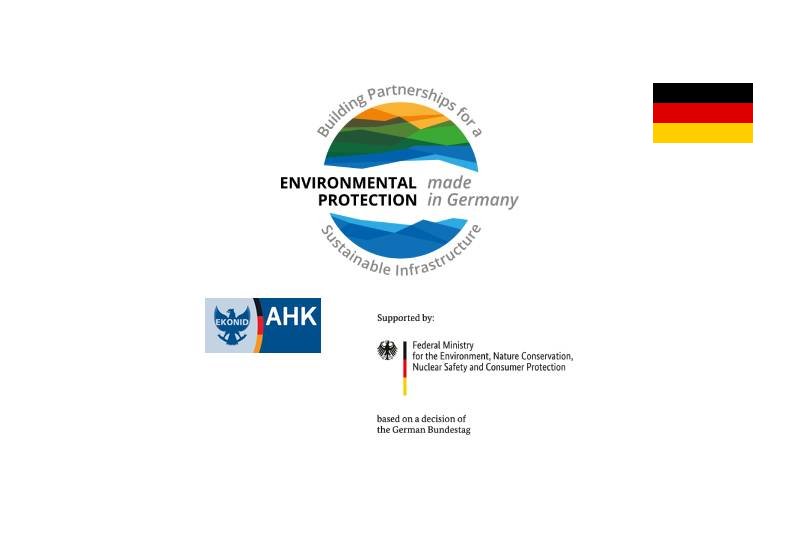 Building Partnerships for a
ENVIRONMENTAL made
PROTECTION in Germany
Sustainable Infrastructure
EKONID AHK
Supported by:
Federal Ministry
for the Environment, Nature Conservation,
Nuclear Safety and Consumer Protection
based on a decision of
the German Bundestag